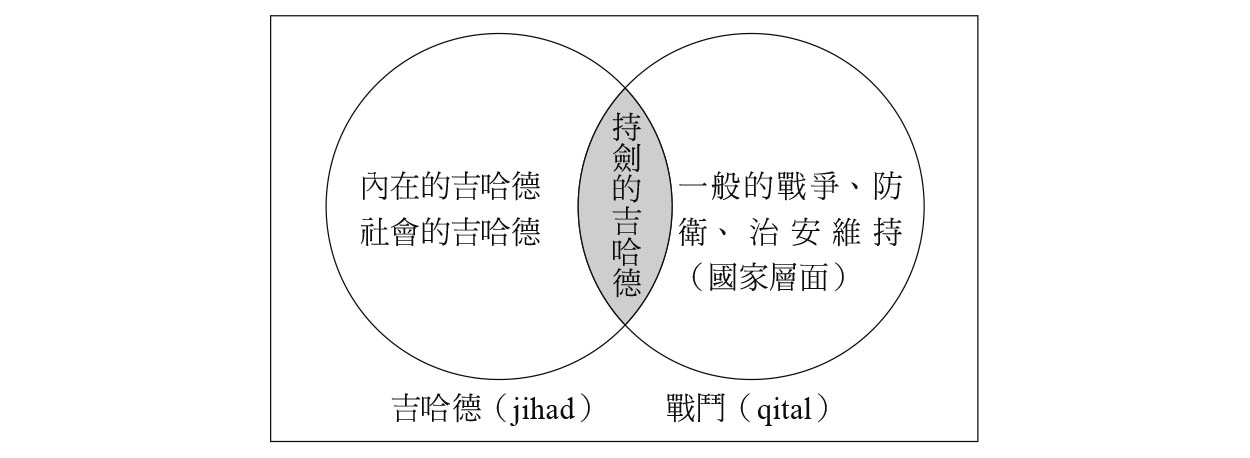 內在的吉哈德
社會的吉哈德
持劍的吉哈德
一般的戰爭、防
衛、治安維持
（國家層面）
吉哈德（jihad）
戰鬥（qital）